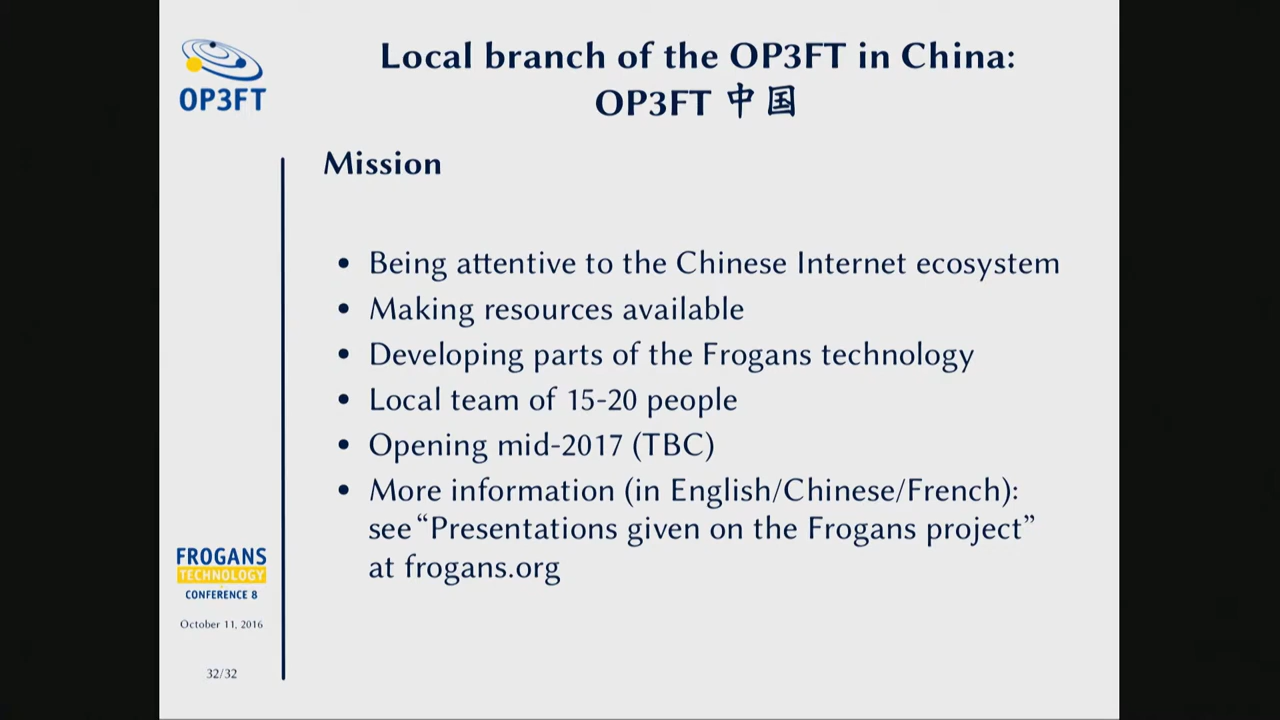 OP3FT
Local branch of the OP3FT in China:
OP3FT 中国
Mission
• Being attentive to the Chinese Internet ecosystem
• Making resources available
• Developing parts of the Frogans technology
• Local team of 15-20 people
• Opening mid-2017 (TBC)
• More information (in English/Chinese/French):
see “Presentations given on the Frogans project”
at frogans.org
FROGANS
TECHNOLOGY
CONFERENCE 8
October 11, 2016
32/32